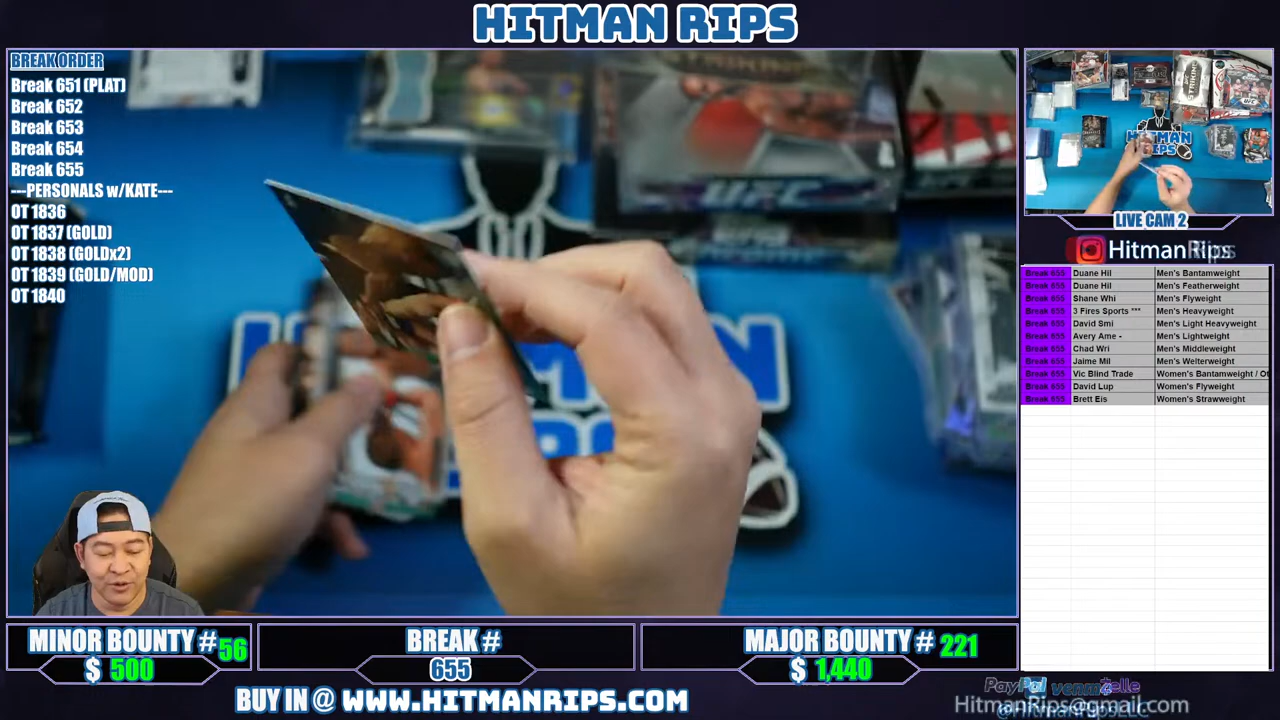 HITMAN RIPS
BREAK ORDER
Break 651 (PLAT)
Break 652
Break 653
Break 654
Break 655
---PERSONALS w/KATE---
OT 1836
OT 1837 (GOLD)
OT 1838 (GOLDx2)
OT 1839 (GOLD/MOD)
OT 1840
UFC
HITMAN
RIPS
LIVE CAM 2
HitmanRips
Break 655 Duane Hil Men's Bantamweight
Break 655 Duane Hil Men's Featherweight
Break 655 Shane Whi Men's Flyweight
Break 655 3 Fires Sports *** Men's Heavyweight
Break 655 David Smi Men's Light Heavyweight
Break 655 Avery Ame - Men's Lightweight
Break 655 Chad Wri Men's Middleweight
Break 655 Jaime Mil Men's Welterweight
Break 655 Vic Blind Trade Women's Bantamweight / Ot
Break 655 David Lup Women's Flyweight
Break 655 Brett Eis Women's Strawweight
MINOR BOUNTY # 56
$ 500
BREAK #
655
MAJOR BOUNTY # 221
$ 1,440
BUY IN @ WWW.HITMANRIPS.COM
PayPal venmo Zelle
HitmanRips@gmail.com
@HitmanRipsLLC